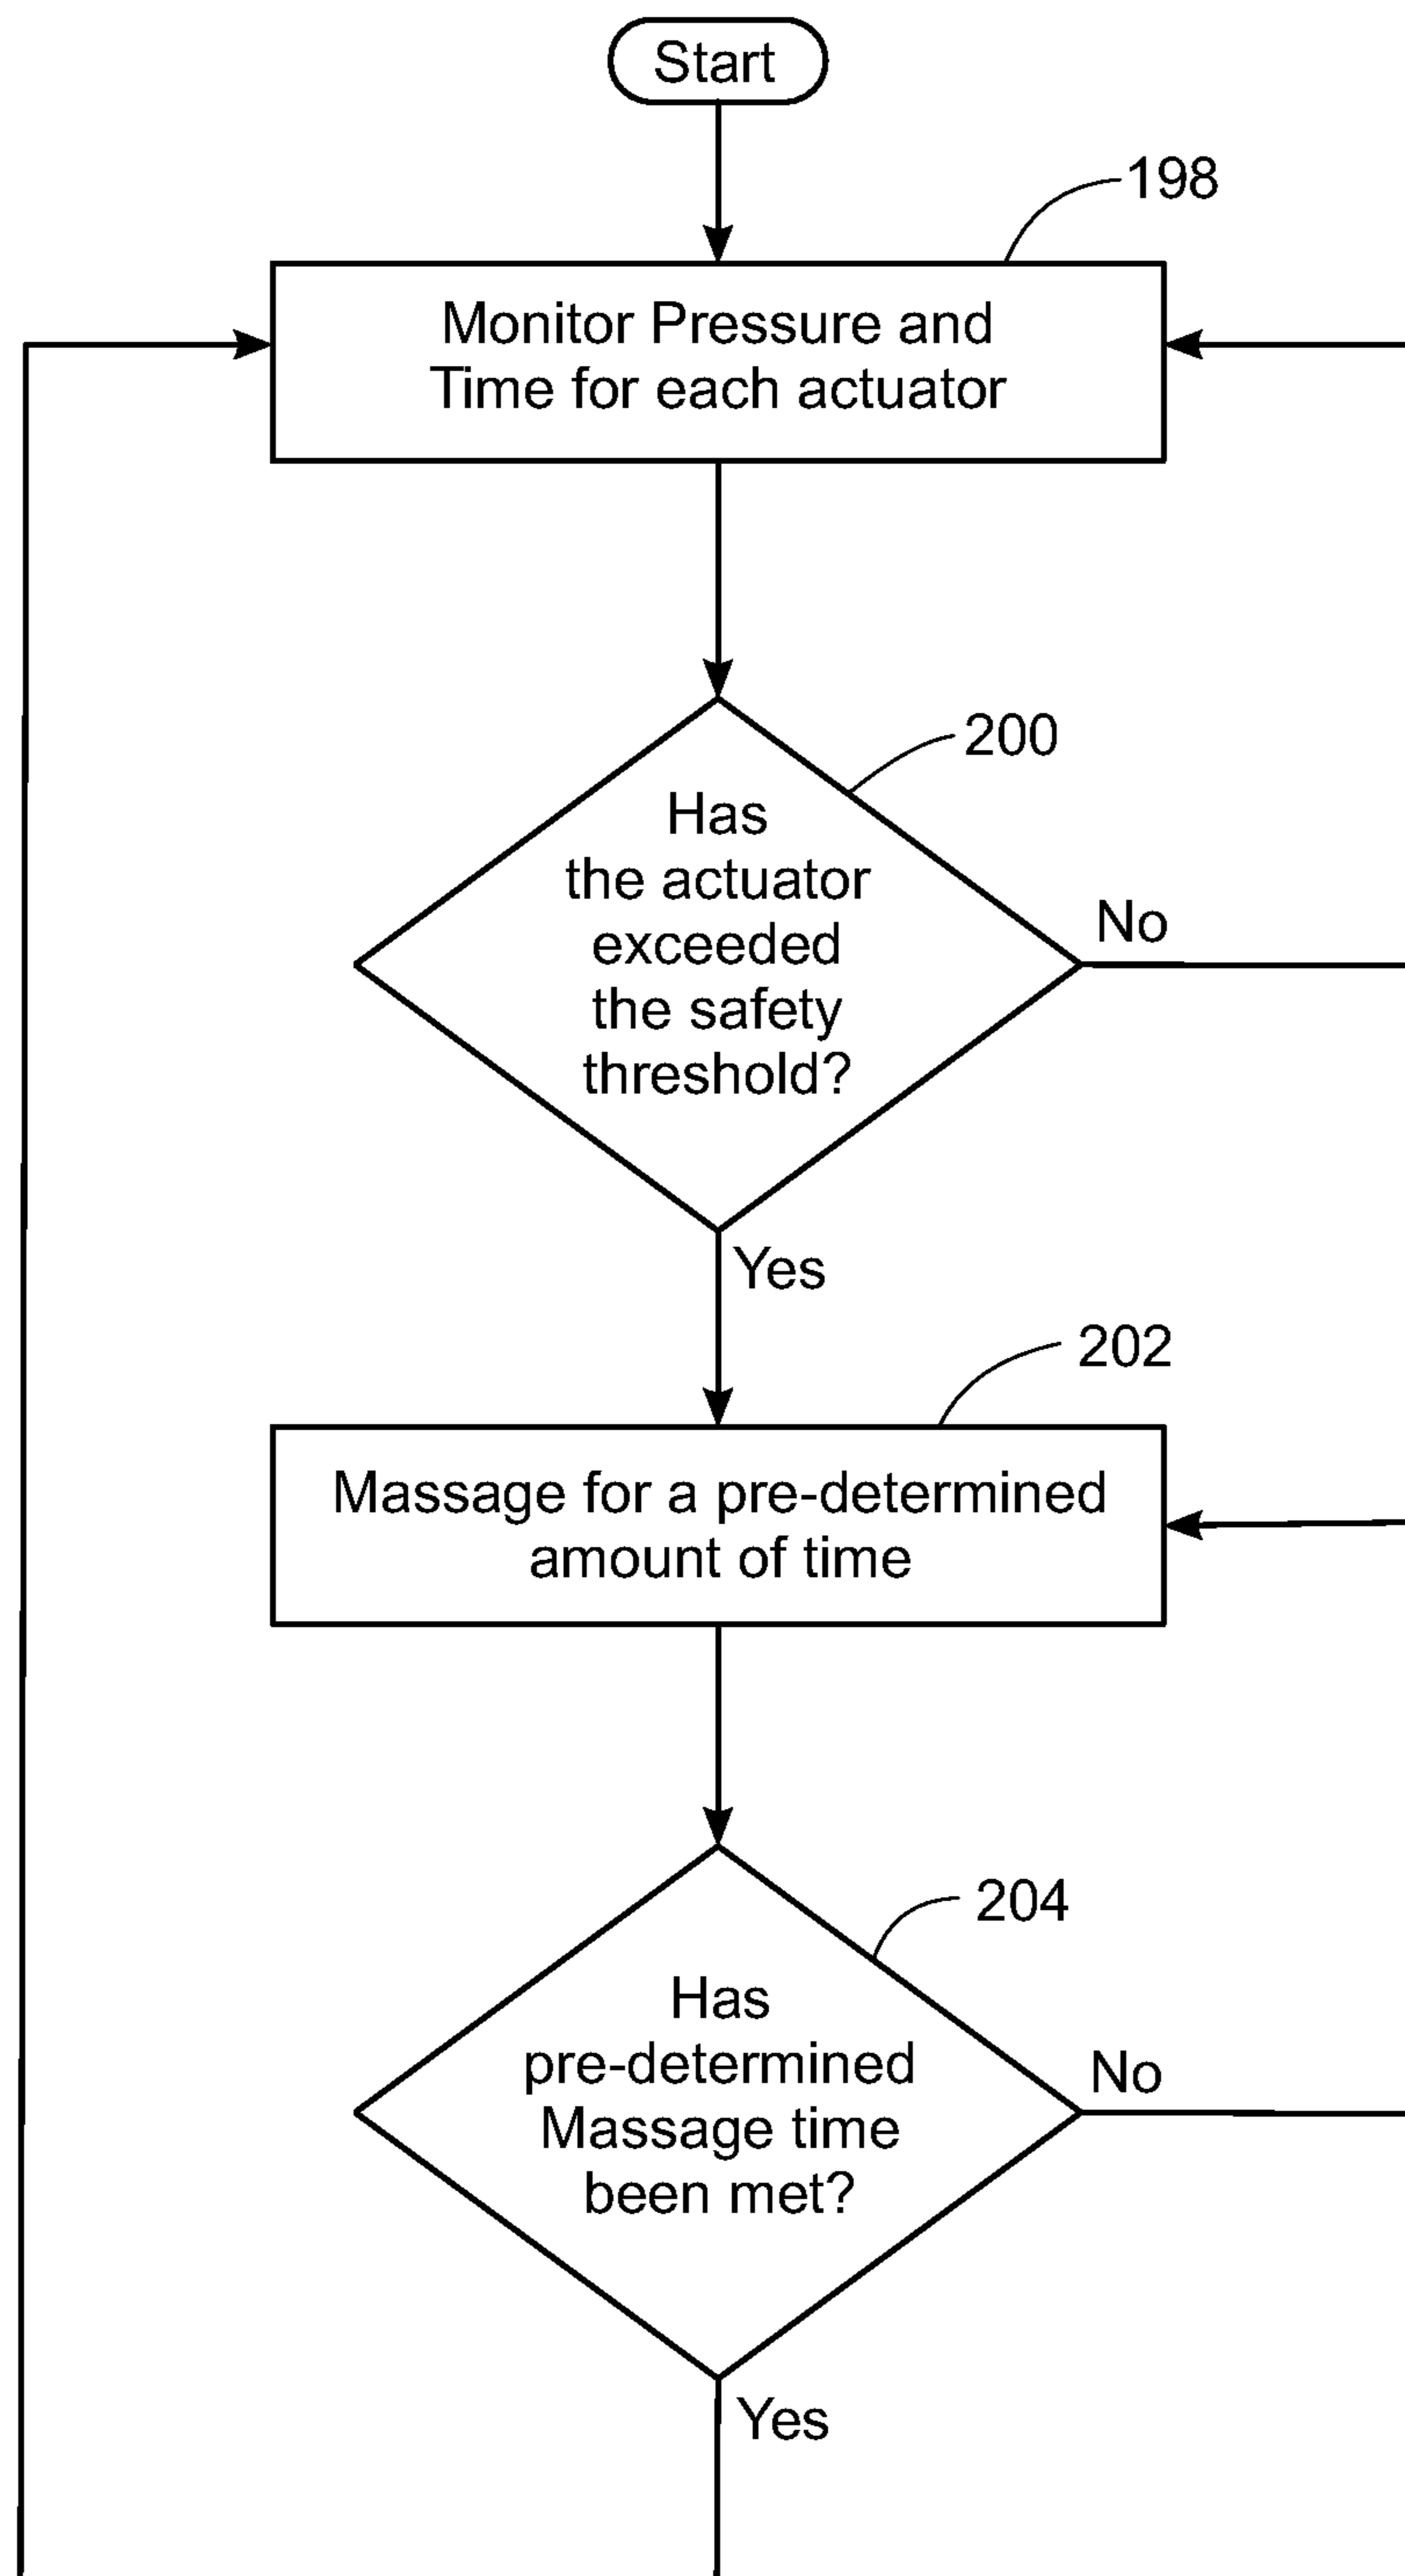 Start
198
Monitor Pressure and
Time for each actuator
200
Has
the actuator
exceeded
the safety
threshold?
No
Yes
202
Massage for a pre-determined
amount of time
204
Has
pre-determined
Massage time
been met?
No
Yes